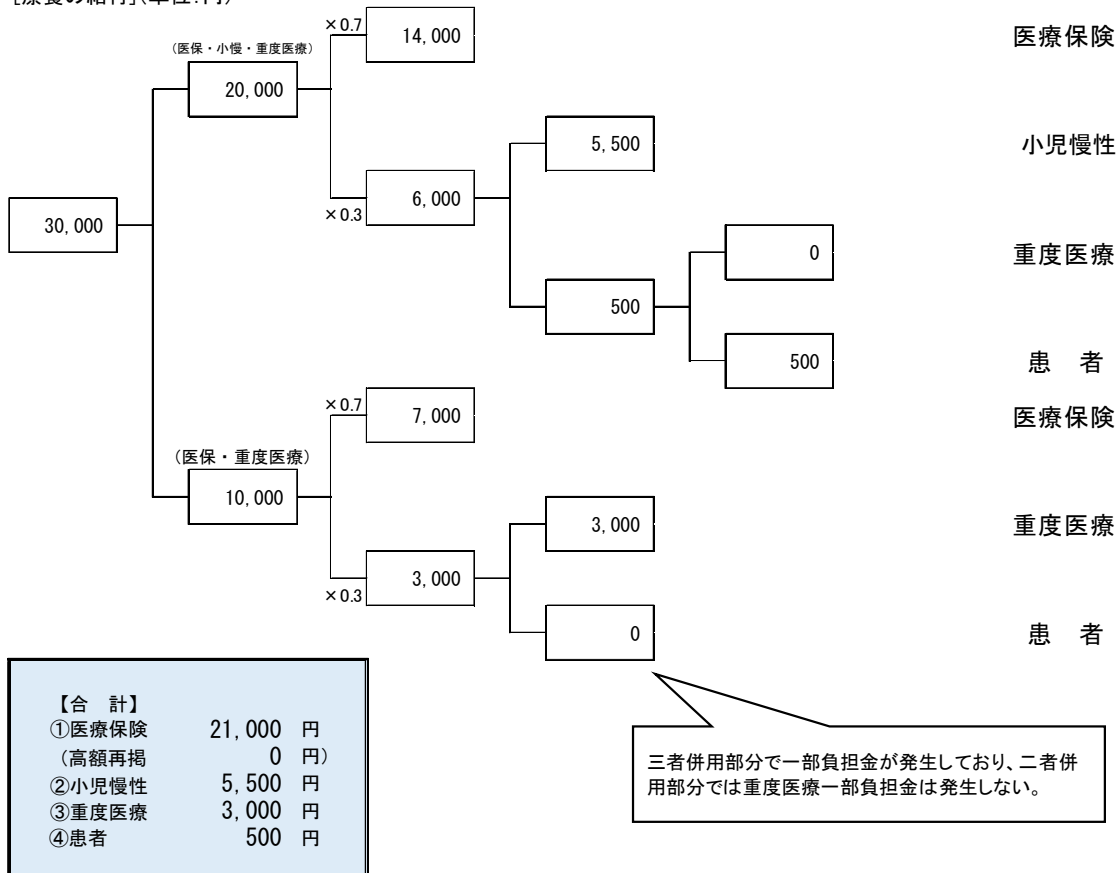 [療養の給付](単位:円)
×0.7
14,000
医療保険
(医保・小慢・重度医療)
20,000
5,500
小児慢性
×0.3
6,000
30,000
0
重度医療
500
500
患 者
×0.7
7,000
医療保険
(医保・重度医療)
10,000
3,000
重度医療
×0.3
3,000
0
患 者
【合 計】
①医療保険 21,000 円
(高額再掲 0 円)
②小児慢性 5,500 円
③重度医療 3,000 円
④患者 500 円
三者併用部分で一部負担金が発生しており、二者併
用部分では重度医療一部負担金は発生しない。